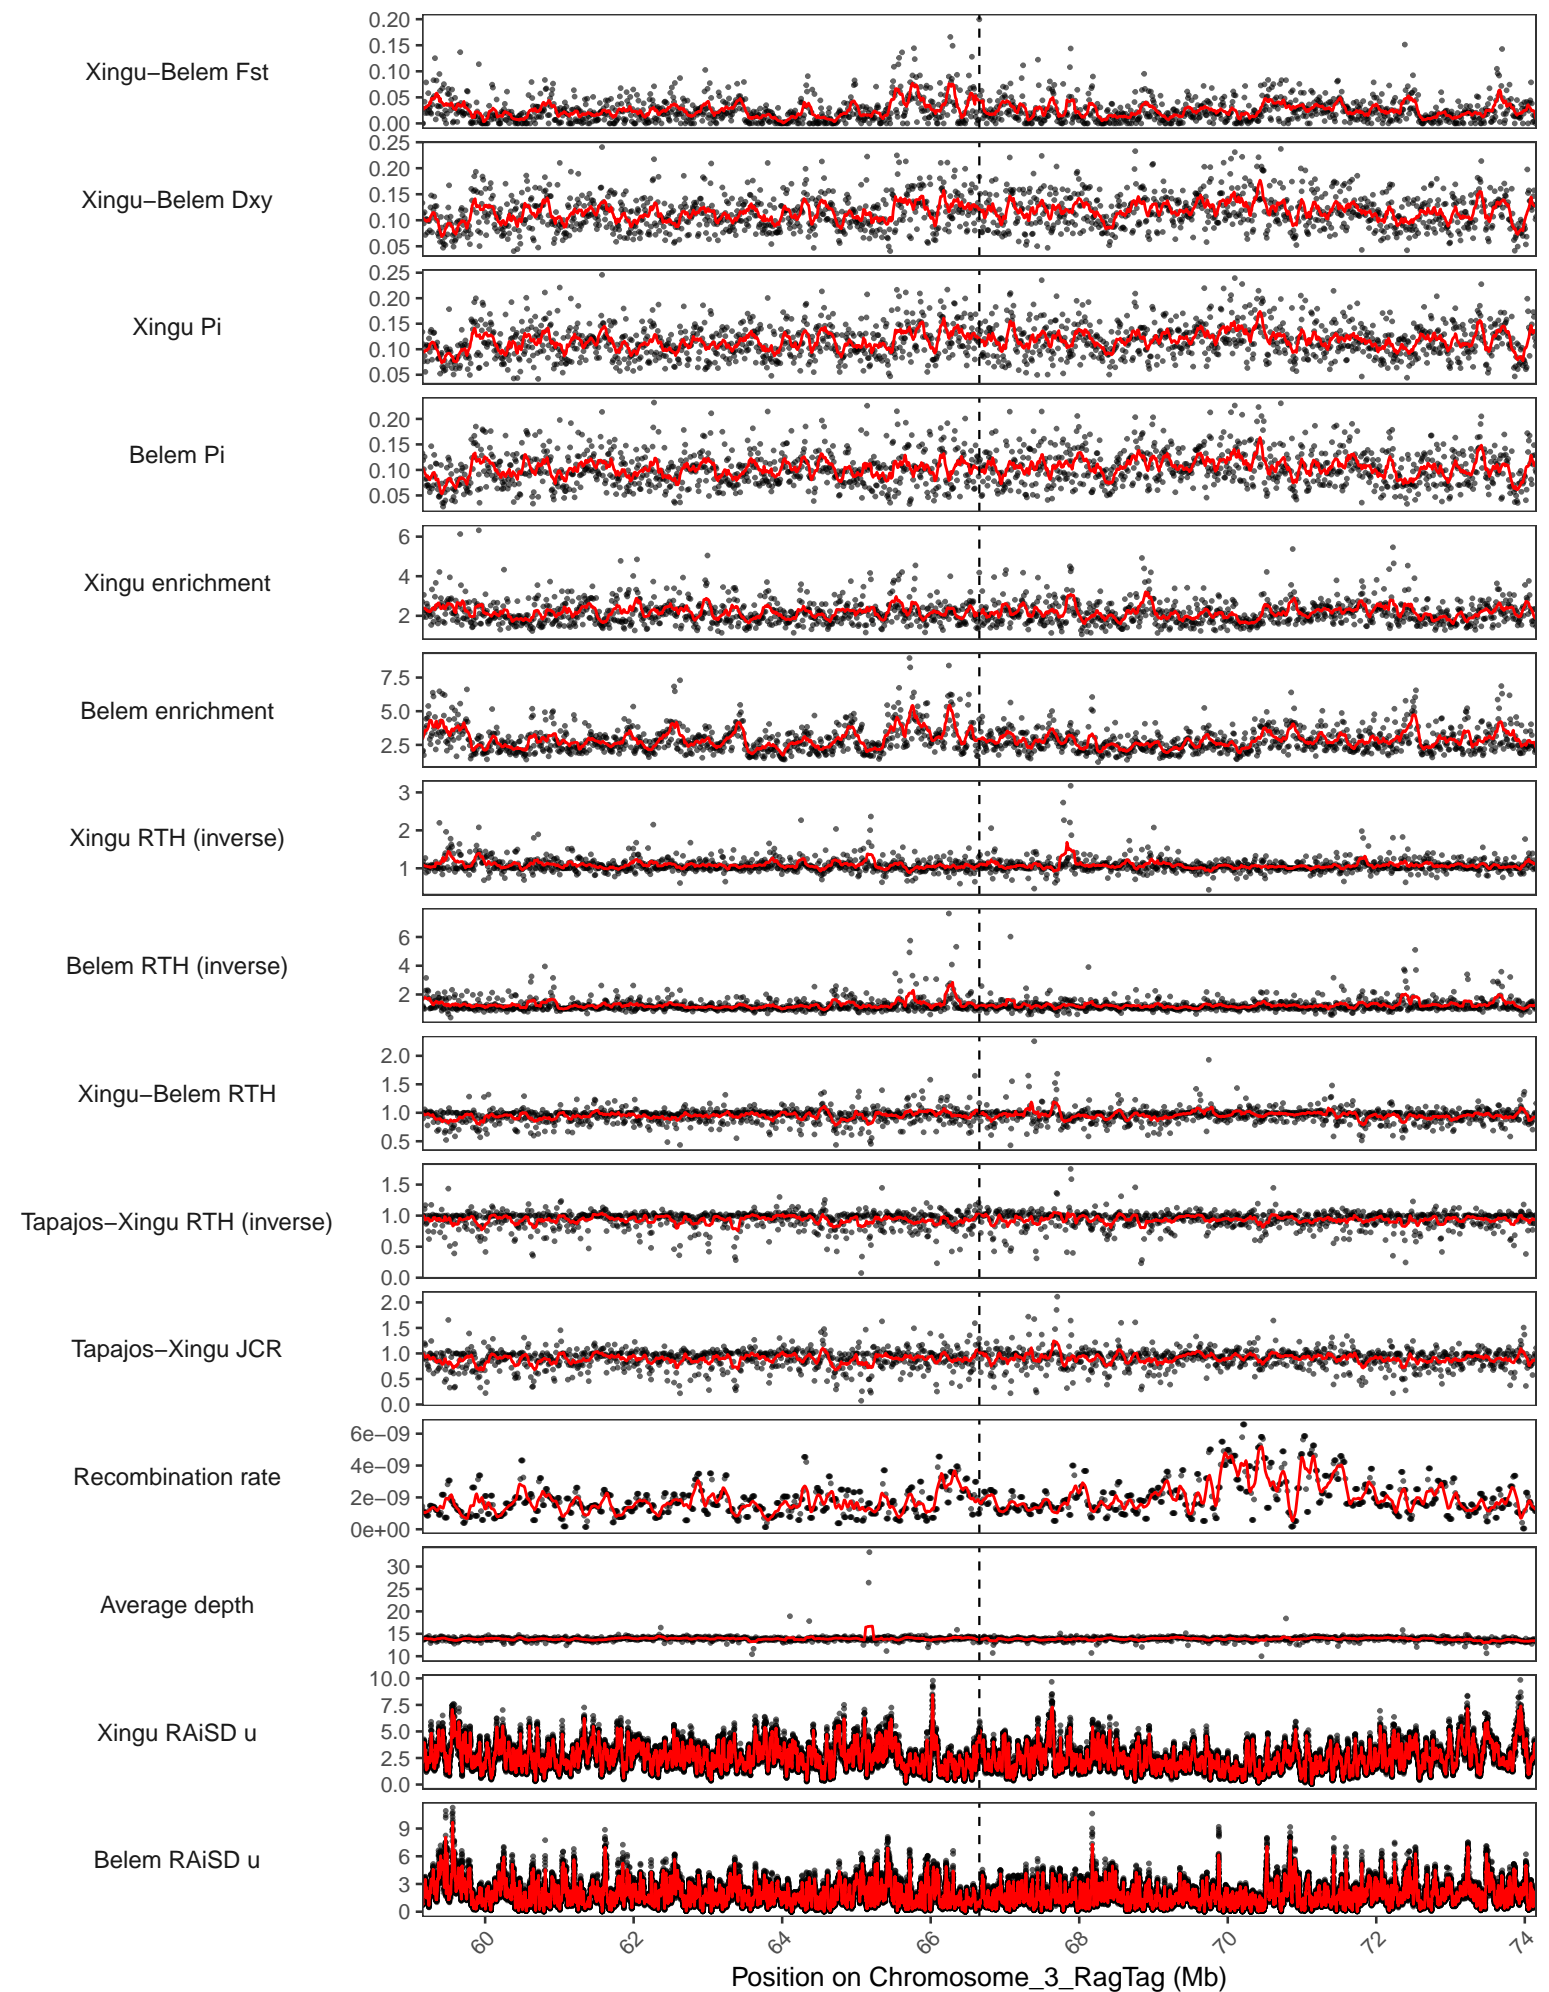 Xingu−Belem Fst
0.20
0.15
0.10
0.05
0.00
Xingu−Belem Dxy
0.25
0.20
0.15
0.10
0.05
Xingu Pi
0.25
0.20
0.15
0.10
0.05
Belem Pi
0.20
0.15
0.10
0.05
Xingu enrichment
6
4
2
Belem enrichment
7.5
5.0
2.5
Xingu RTH (inverse)
3
2
1
Belem RTH (inverse)
6
4
2
Xingu−Belem RTH
2.0
1.5
1.0
0.5
Tapajos−Xingu RTH (inverse)
1.5
1.0
0.5
0.0
Tapajos−Xingu JCR
2.0
1.5
1.0
0.5
0.0
Recombination rate
6e−09
4e−09
2e−09
0e+00
Average depth
30
25
20
15
10
Xingu RAiSD u
10.0
7.5
5.0
2.5
0.0
Belem RAiSD u
9
6
3
0
60 62 64 66 68 70 72 74
Position on Chromosome_3_RagTag (Mb)